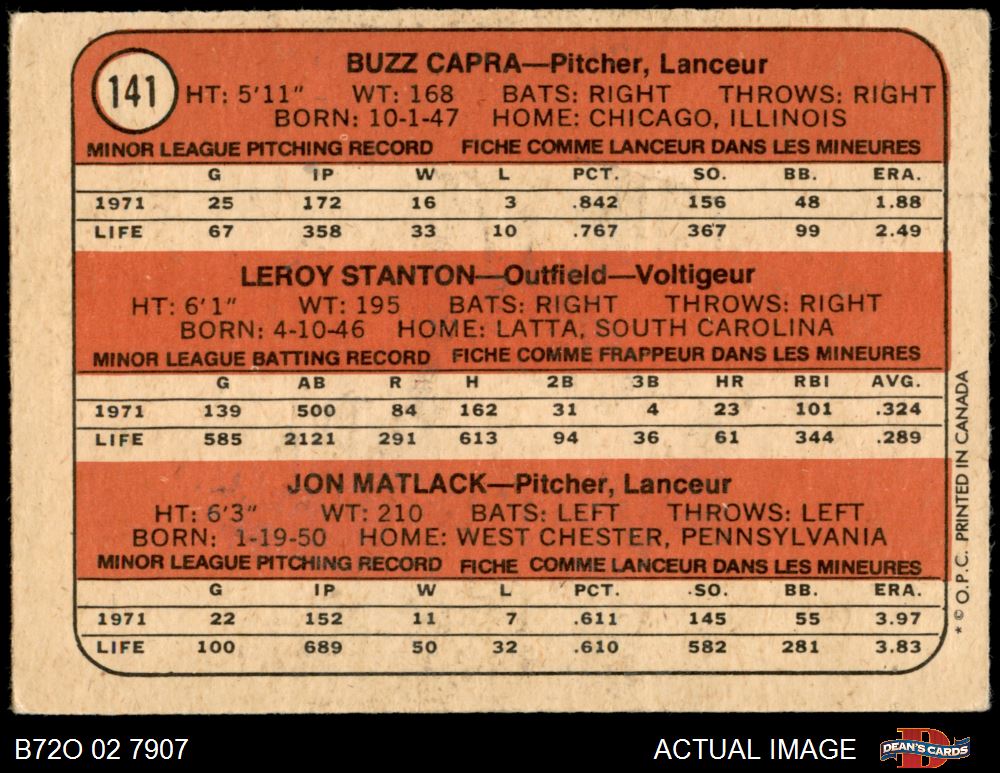 141
BUZZ CAPRA—Pitcher, Lanceur
HT: 5'11" WT: 168 BATS: RIGHT THROWS: RIGHT
BORN: 10-1-47 HOME: CHICAGO, ILLINOIS
MINOR LEAGUE PITCHING RECORD FICHE COMME LANCEUR DANS LES MINEURES
G IP W L PCT. SO. BB. ERA.
1971 25 172 16 3 .842 156 48 1.88
LIFE 67 358 33 10 .767 367 99 2.49
LEROY STANTON—Outfield—Voltigeur
HT: 6'1" WT: 195 BATS: RIGHT THROWS: RIGHT
BORN: 4-10-46 HOME: LATTA, SOUTH CAROLINA
MINOR LEAGUE BATTING RECORD FICHE COMME FRAPPEUR DANS LES MINEURES
G AB R H 2B 3B HR RBI AVG.
1971 139 500 84 162 31 4 23 101 .324
LIFE 585 2121 291 613 94 36 61 344 .289
JON MATLACK—Pitcher, Lanceur
HT: 6'3" WT: 210 BATS: LEFT THROWS: LEFT
BORN: 1-19-50 HOME: WEST CHESTER, PENNSYLVANIA
MINOR LEAGUE PITCHING RECORD FICHE COMME LANCEUR DANS LES MINEURES
G IP W L PCT. SO. BB. ERA.
1971 22 152 11 7 .611 145 55 3.97
LIFE 100 689 50 32 .610 582 281 3.83
* © O.P.C. PRINTED IN CANADA
B72O 02 7907
ACTUAL IMAGE
DEAN'S CARDS